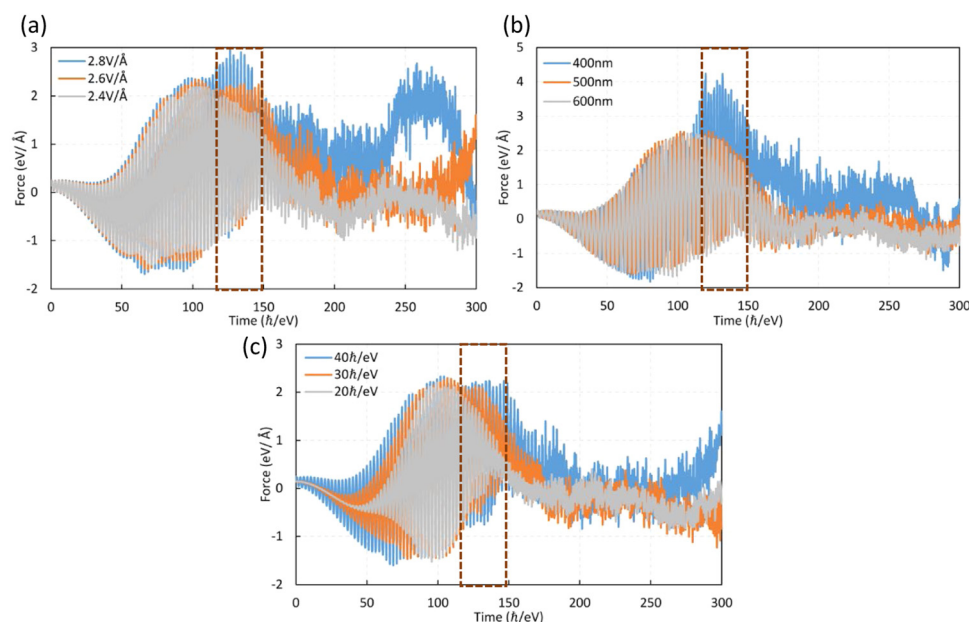 (a)
3
2
1
0
-1
-2
Force (eV/ Å)
2.8V/Å
2.6V/Å
2.4V/Å
0 50 100 150 200 250 300
Time (ℏ/eV)
(b)
5
4
3
2
1
0
-1
-2
Force (eV/ Å)
400nm
500nm
600nm
0 50 100 150 200 250 300
Time (ℏ/eV)
(c)
3
2
1
0
-1
-2
Force (eV/ Å)
40ℏ/eV
30ℏ/eV
20ℏ/eV
0 50 100 150 200 250 300
Time (ℏ/eV)